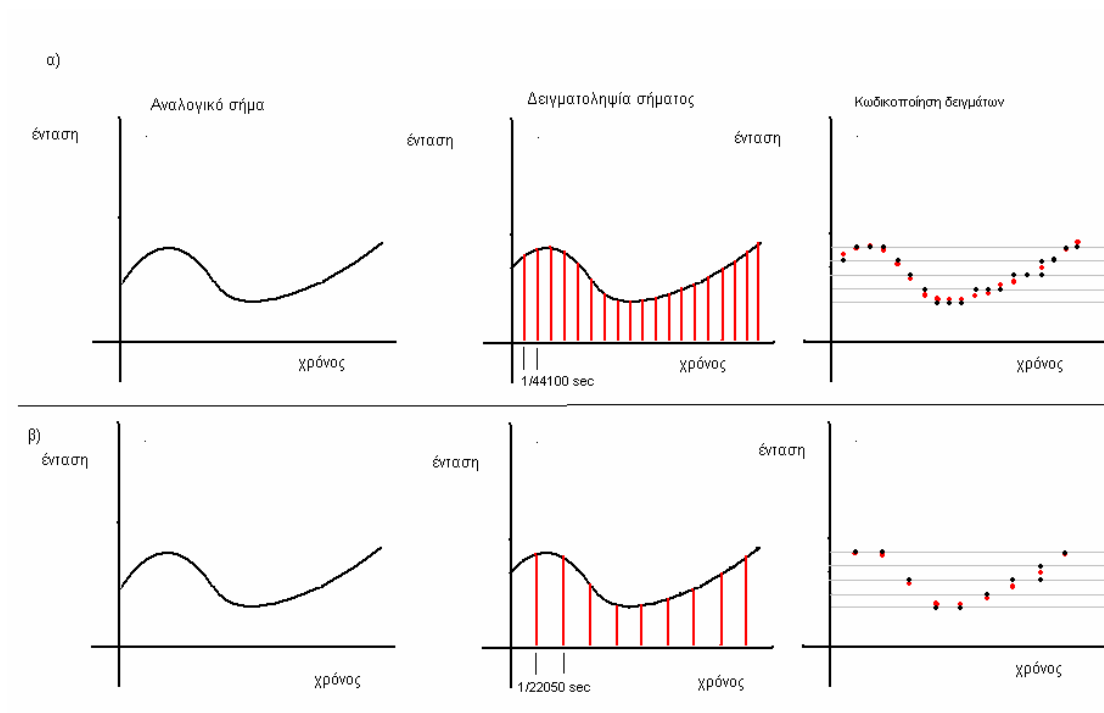 α)
Αναλογικό σήμα
Δειγματοληψία σήματος
Κωδικοποίηση δειγμάτων
ένταση
ένταση
ένταση
χρόνος
χρόνος
χρόνος
1/44100 sec
β)
ένταση
ένταση
ένταση
χρόνος
χρόνος
χρόνος
1/22050 sec